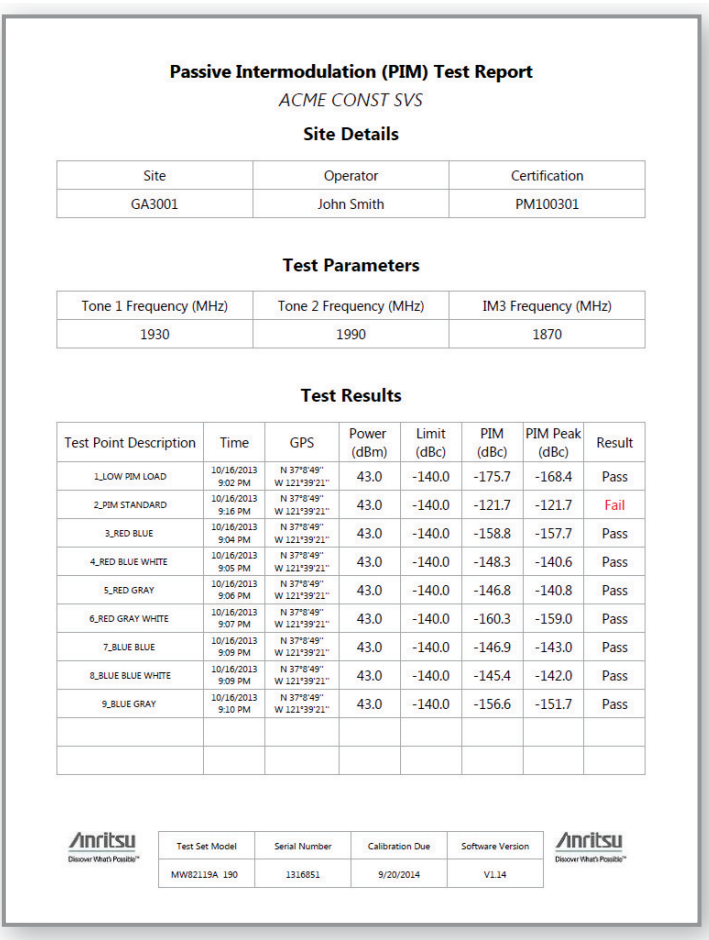 Passive Intermodulation (PIM) Test Report
ACME CONST SVS
Site Details
Site Operator Certification
GA3001 John Smith PM100301
Test Parameters
Tone 1 Frequency (MHz) Tone 2 Frequency (MHz) IM3 Frequency (MHz)
1930 1990 1870
Test Results
Test Point Description Time GPS Power (dBm) Limit (dBc) PIM (dBc) PIM Peak (dBc) Result
1_LOW PIM LOAD 10/16/2013 9:02 PM N 37°8'49'' W 121°39'21'' 43.0 -140.0 -175.7 -168.4 Pass
2_PIM STANDARD 10/16/2013 9:16 PM N 37°8'49'' W 121°39'21'' 43.0 -140.0 -121.7 -121.7 Fail
3_RED BLUE 10/16/2013 9:04 PM N 37°8'49'' W 121°39'21'' 43.0 -140.0 -158.8 -157.7 Pass
4_RED BLUE WHITE 10/16/2013 9:05 PM N 37°8'49'' W 121°39'21'' 43.0 -140.0 -148.3 -140.6 Pass
5_RED GRAY 10/16/2013 9:06 PM N 37°8'49'' W 121°39'21'' 43.0 -140.0 -146.8 -140.8 Pass
6_RED GRAY WHITE 10/16/2013 9:07 PM N 37°8'49'' W 121°39'21'' 43.0 -140.0 -160.3 -159.0 Pass
7_BLUE BLUE 10/16/2013 9:09 PM N 37°8'49'' W 121°39'21'' 43.0 -140.0 -146.9 -143.0 Pass
8_BLUE BLUE WHITE 10/16/2013 9:09 PM N 37°8'49'' W 121°39'21'' 43.0 -140.0 -145.4 -142.0 Pass
9_BLUE GRAY 10/16/2013 9:10 PM N 37°8'49'' W 121°39'21'' 43.0 -140.0 -156.6 -151.7 Pass
Anritsu
Discover What's Possible™
Test Set Model Serial Number Calibration Due Software Version
MW82119A 190 1316851 9/20/2014 V1.14
Anritsu
Discover What's Possible™